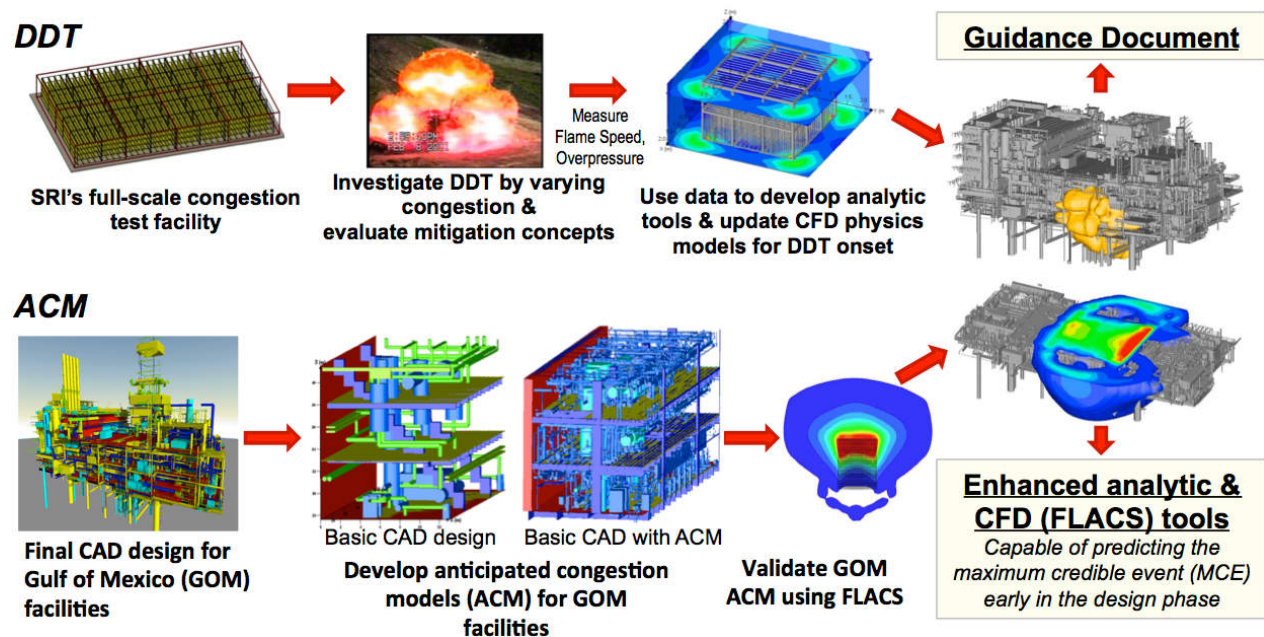 DDT
SRI's full-scale congestion
test facility
Investigate DDT by varying
congestion &
evaluate mitigation concepts
Measure
Flame Speed,
Overpressure
Use data to develop analytic
tools & update CFD physics
models for DDT onset
Guidance Document
ACM
Final CAD design for
Gulf of Mexico (GOM)
facilities
Basic CAD design
Basic CAD with ACM
Develop anticipated congestion
models (ACM) for GOM
facilities
Validate GOM
ACM using FLACS
Enhanced analytic &
CFD (FLACS) tools
Capable of predicting the
maximum credible event (MCE)
early in the design phase